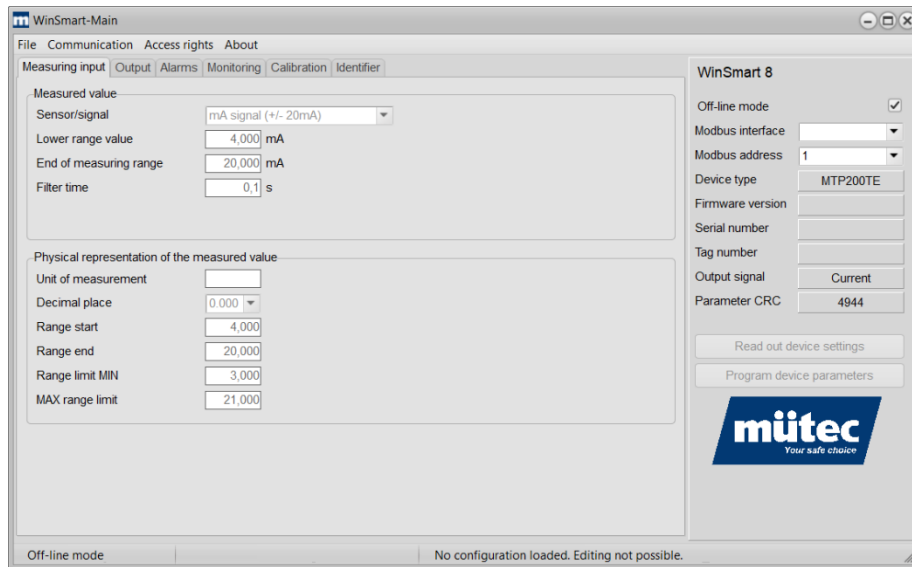 WinSmart-Main
File Communication Access rights About
Measuring input Output Alarms Monitoring Calibration Identifier
Measured value
Sensor/signal mA signal (+/- 20mA)
Lower range value 4,000 mA
End of measuring range 20,000 mA
Filter time 0,1 s
Physical representation of the measured value
Unit of measurement
Decimal place 0.000
Range start 4,000
Range end 20,000
Range limit MIN 3,000
MAX range limit 21,000
WinSmart 8
Off-line mode
Modbus interface
Modbus address 1
Device type MTP200TE
Firmware version
Serial number
Tag number
Output signal Current
Parameter CRC 4944
Read out device settings
Program device parameters
mütec
Your safe choice
Off-line mode No configuration loaded. Editing not possible.